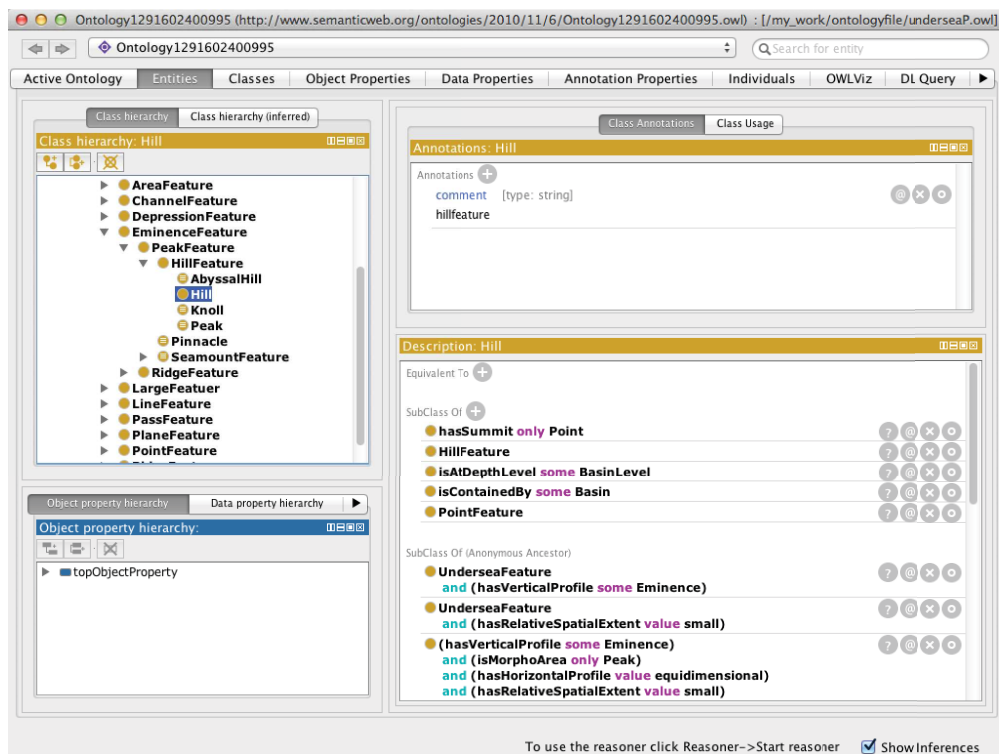 Ontology1291602400995 (http://www.semanticweb.org/ontologies/2010/11/6/Ontology1291602400995.owl) : [/my_work/ontologyfile/underseaP.owl]
Ontology1291602400995
Search for entity
Active Ontology Entities Classes Object Properties Data Properties Annotation Properties Individuals OWLViz DL Query
Class hierarchy Class hierarchy (inferred)
Class hierarchy: Hill
AreaFeature
ChannelFeature
DepressionFeature
EminenceFeature
PeakFeature
HillFeature
AbyssalHill
Hill
Knoll
Peak
Pinnacle
SeamountFeature
RidgeFeature
LargeFeatuer
LineFeature
PassFeature
PlaneFeature
PointFeature
Object property hierarchy Data property hierarchy
Object property hierarchy:
topObjectProperty
Class Annotations Class Usage
Annotations: Hill
Annotations
comment [type: string]
hillfeature
Description: Hill
Equivalent To
SubClass Of
hasSummit only Point
HillFeature
isAtDepthLevel some BasinLevel
isContainedBy some Basin
PointFeature
SubClass Of (Anonymous Ancestor)
UnderseaFeature
and (hasVerticalProfile some Eminence)
UnderseaFeature
and (hasRelativeSpatialExtent value small)
(hasVerticalProfile some Eminence)
and (isMorphoArea only Peak)
and (hasHorizontalProfile value equidimensional)
and (hasRelativeSpatialExtent value small)
To use the reasoner click Reasoner->Start reasoner Show Inferences